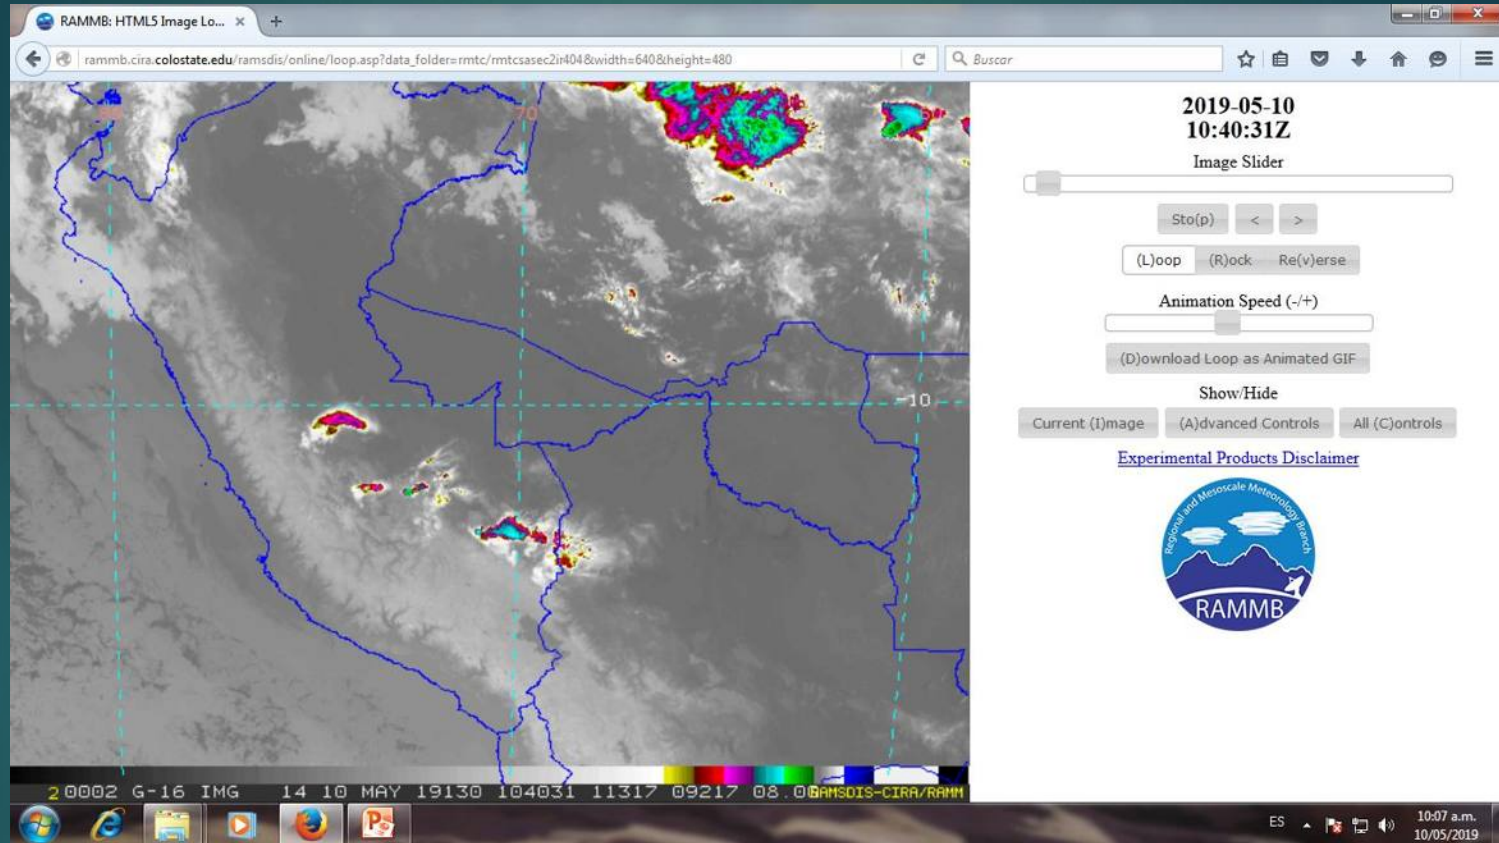 RAMMB: HTML5 Image Lo... × +
rammb.cira.colostate.edu/ramsdis/online/loop.asp?data_folder=rmtc/rmtcsasec2ir404&width=640&height=480
Buscar
70
-10
2 0002 G-16 IMG 14 10 MAY 19130 104031 11317 09217 08.00
RAMSDIS-CIRA/RAMM
2019-05-10
10:40:31Z
Image Slider
Sto(p) < >
(L)oop (R)ock Re(v)erse
Animation Speed (-/+)
(D)ownload Loop as Animated GIF
Show/Hide
Current (I)mage (A)dvanced Controls All (C)ontrols
Experimental Products Disclaimer
Regional and Mesoscale Meteorology Branch
RAMMB
ES
10:07 a.m.
10/05/2019